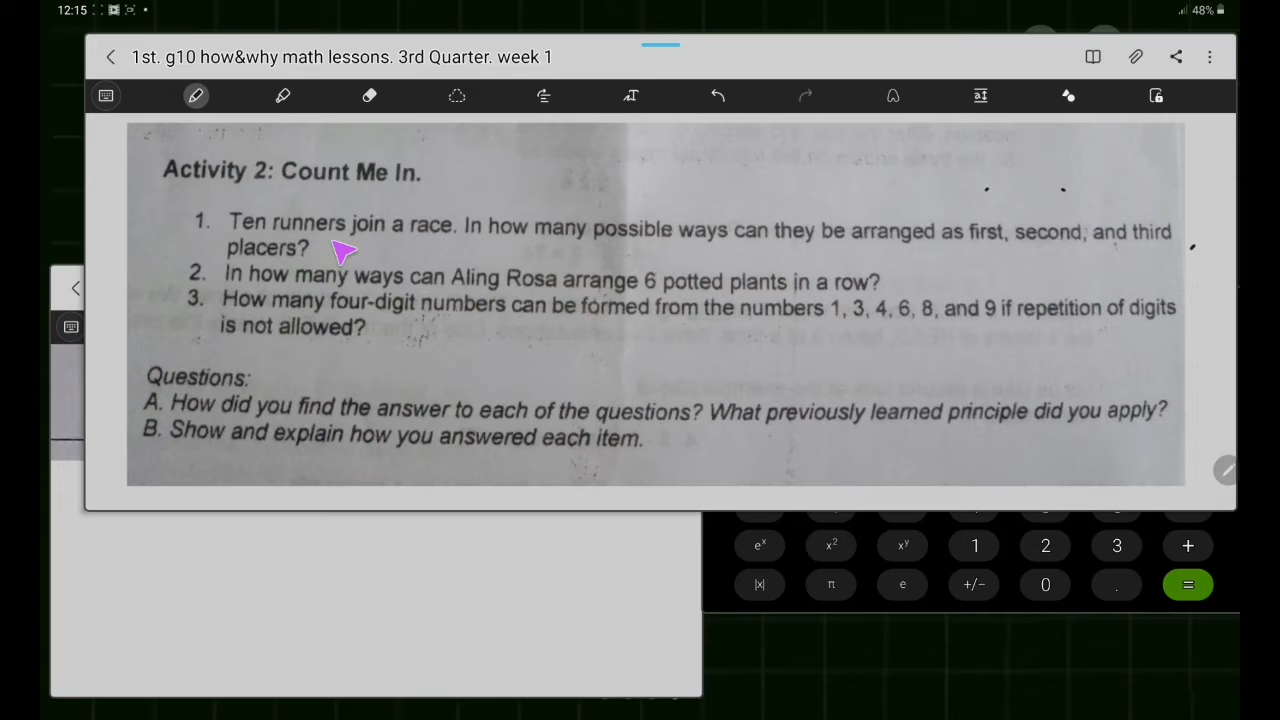 12:15
48%
1st. g10 how&why math lessons. 3rd Quarter. week 1
Activity 2: Count Me In.
1. Ten runners join a race. In how many possible ways can they be arranged as first, second, and third
placers?
2. In how many ways can Aling Rosa arrange 6 potted plants in a row?
3. How many four-digit numbers can be formed from the numbers 1, 3, 4, 6, 8, and 9 if repetition of digits
is not allowed?
Questions:
A. How did you find the answer to each of the questions? What previously learned principle did you apply?
B. Show and explain how you answered each item.
eˣ x² xʸ 1 2 3 +
|x| π e +/− 0 . =